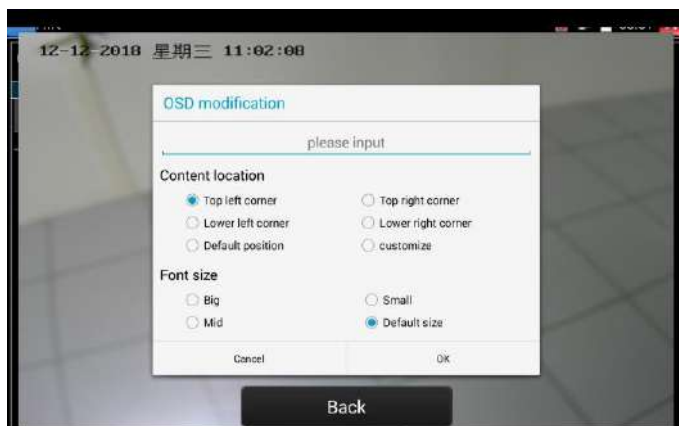 12-12-2018 星期三 11:02:08
OSD modification
please input
Content location
Top left corner
Top right corner
Lower left corner
Lower right corner
Default position
customize
Font size
Big
Small
Mid
Default size
Cancel
OK
Back